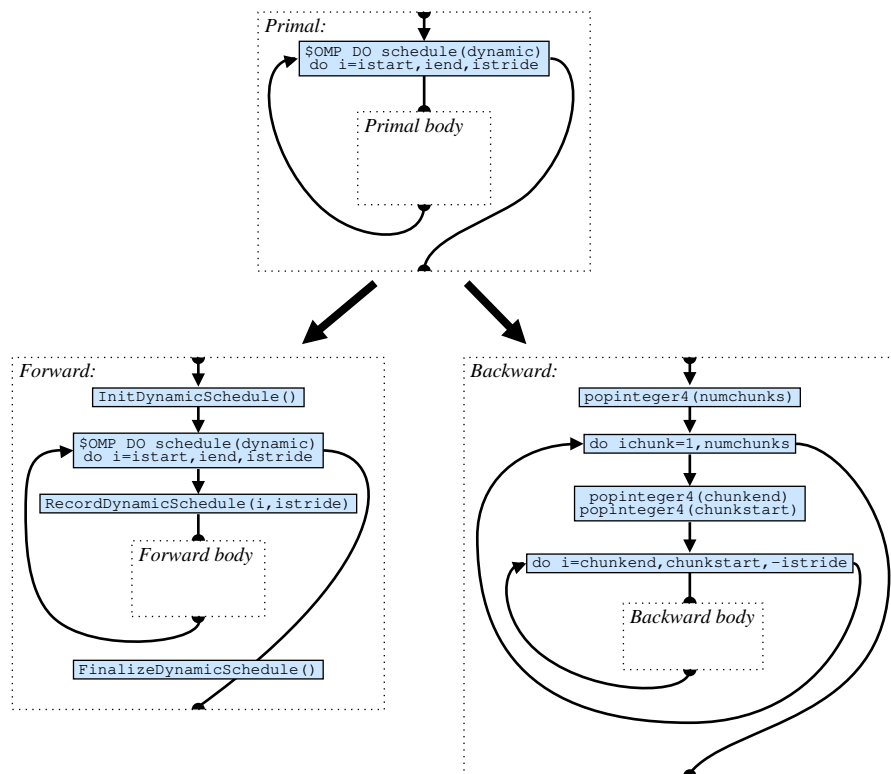 Primal:
$OMP DO schedule(dynamic)
do i=istart,iend,istride
Primal body
Forward:
InitDynamicSchedule()
$OMP DO schedule(dynamic)
do i=istart,iend,istride
RecordDynamicSchedule(i,istride)
Forward body
FinalizeDynamicSchedule()
Backward:
popinteger4(numchunks)
do ichunk=1,numchunks
popinteger4(chunkend)
popinteger4(chunkstart)
do i=chunkend,chunkstart,-istride
Backward body